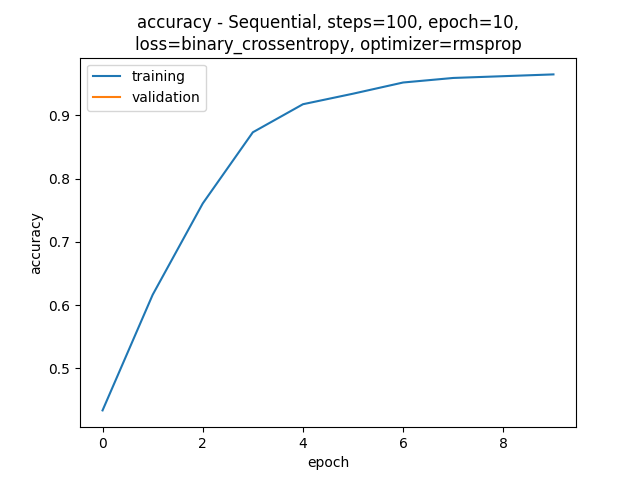 accuracy - Sequential, steps=100, epoch=10,
loss=binary_crossentropy, optimizer=rmsprop
training
validation
0.9
0.8
0.7
0.6
0.5
accuracy
0 2 4 6 8
epoch